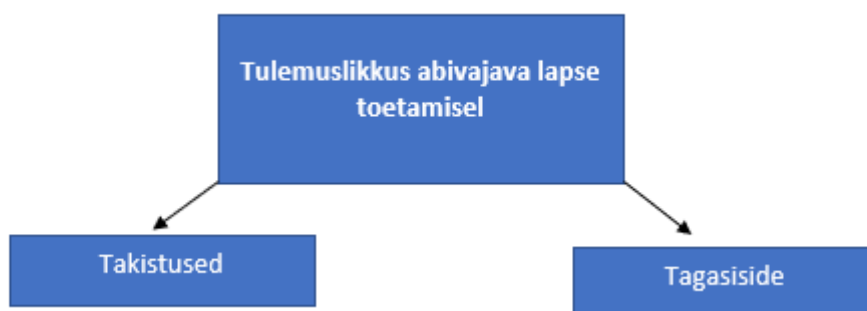 Tulemuslikkus abivajava lapse
toetamisel
Takistused
Tagasiside